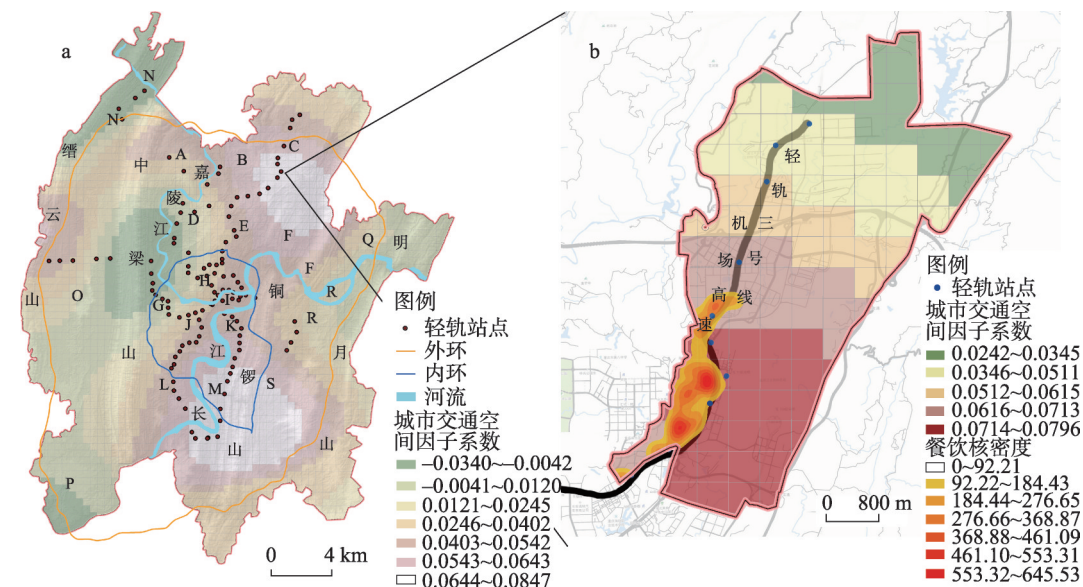 a
N
N
缙
云
山
中
A
嘉
B
C
陵
D
江
E
F
梁
O
G
H
I
J
K
江
山
L
M
长
山
P
铜
锣
S
F
R
R
Q
明
月
山
图例
轻轨站点
外环
内环
河流
城市交通空
间因子系数
–0.0340~–0.0042
–0.0041~0.0120
0.0121~0.0245
0.0246~0.0402
0.0403~0.0542
0.0543~0.0643
0.0644~0.0847
0 4 km
b
轻
轨
三
号
线
机
场
高
速
图例
轻轨站点
城市交通空
间因子系数
0.0242~0.0345
0.0346~0.0511
0.0512~0.0615
0.0616~0.0713
0.0714~0.0796
餐饮核密度
0~92.21
92.22~184.43
184.44~276.65
276.66~368.87
368.88~461.09
461.10~553.31
553.32~645.53
0 800 m